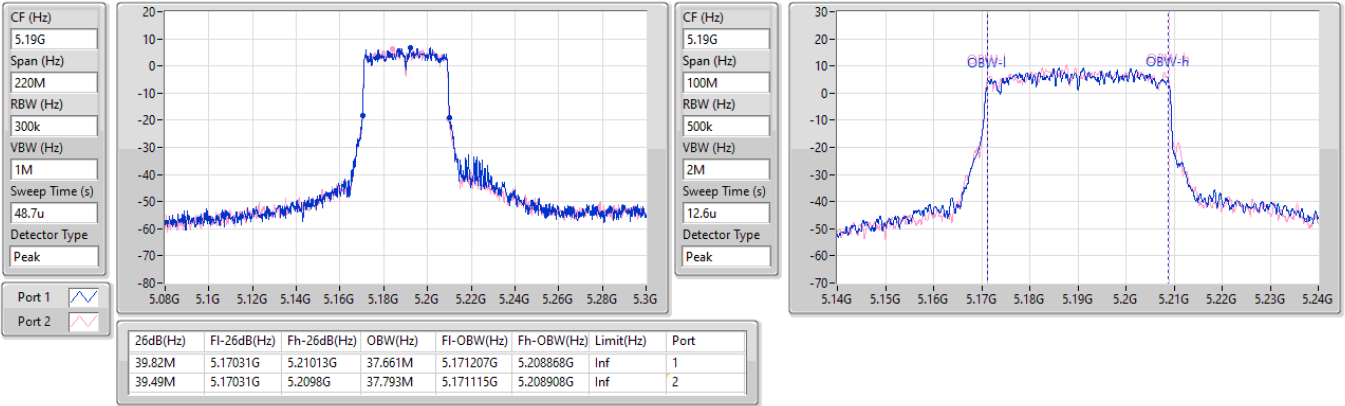 CF (Hz)
5.19G
Span (Hz)
220M
RBW (Hz)
300k
VBW (Hz)
1M
Sweep Time (s)
48.7u
Detector Type
Peak
Port 1
Port 2
20
10
0
-10
-20
-30
-40
-50
-60
-70
-80
5.08G 5.1G 5.12G 5.14G 5.16G 5.18G 5.2G 5.22G 5.24G 5.26G 5.28G 5.3G
CF (Hz)
5.19G
Span (Hz)
100M
RBW (Hz)
500k
VBW (Hz)
2M
Sweep Time (s)
12.6u
Detector Type
Peak
30
20
10
0
-10
-20
-30
-40
-50
-60
-70
OBW-l OBW-h
5.14G 5.15G 5.16G 5.17G 5.18G 5.19G 5.2G 5.21G 5.22G 5.23G 5.24G
26dB(Hz) Fl-26dB(Hz) Fh-26dB(Hz) OBW(Hz) Fl-OBW(Hz) Fh-OBW(Hz) Limit(Hz) Port
39.82M 5.17031G 5.21013G 37.661M 5.171207G 5.208868G Inf 1
39.49M 5.17031G 5.2098G 37.793M 5.171115G 5.208908G Inf 2